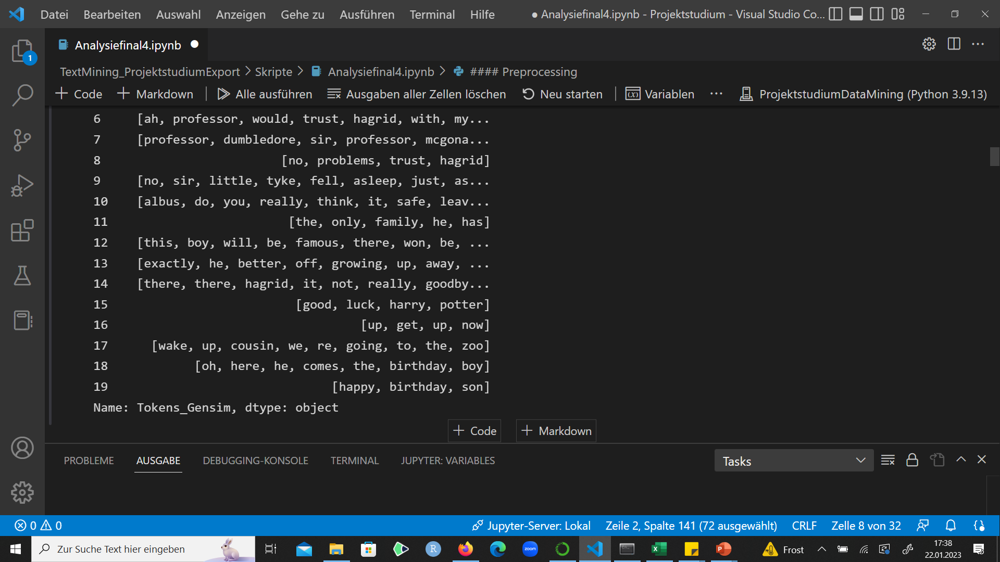 Datei Bearbeiten Auswahl Anzeigen Gehe zu Ausführen Terminal Hilfe ● Analysiefinal4.ipynb - Projektstudium - Visual Studio Co...
Analysiefinal4.ipynb ●
1
TextMining_ProjektstudiumExport > Skripte > Analysiefinal4.ipynb > #### Preprocessing
+ Code + Markdown | Alle ausführen Ausgaben aller Zellen löschen Neu starten | Variablen ... ProjektstudiumDataMining (Python 3.9.13)
6 [ah, professor, would, trust, hagrid, with, my...
7 [professor, dumbledore, sir, professor, mcgona...
8 [no, problems, trust, hagrid]
9 [no, sir, little, tyke, fell, asleep, just, as...
10 [albus, do, you, really, think, it, safe, leav...
11 [the, only, family, he, has]
12 [this, boy, will, be, famous, there, won, be, ...
13 [exactly, he, better, off, growing, up, away, ...
14 [there, there, hagrid, it, not, really, goodby...
15 [good, luck, harry, potter]
16 [up, get, up, now]
17 [wake, up, cousin, we, re, going, to, the, zoo]
18 [oh, here, he, comes, the, birthday, boy]
19 [happy, birthday, son]
Name: Tokens_Gensim, dtype: object
+ Code + Markdown
PROBLEME AUSGABE DEBUGGING-KONSOLE TERMINAL JUPYTER: VARIABLES Tasks
0 0 Jupyter-Server: Lokal Zeile 2, Spalte 141 (72 ausgewählt) CRLF Zelle 8 von 32
Zur Suche Text hier eingeben R zoom X P Frost 17:38
22.01.2023